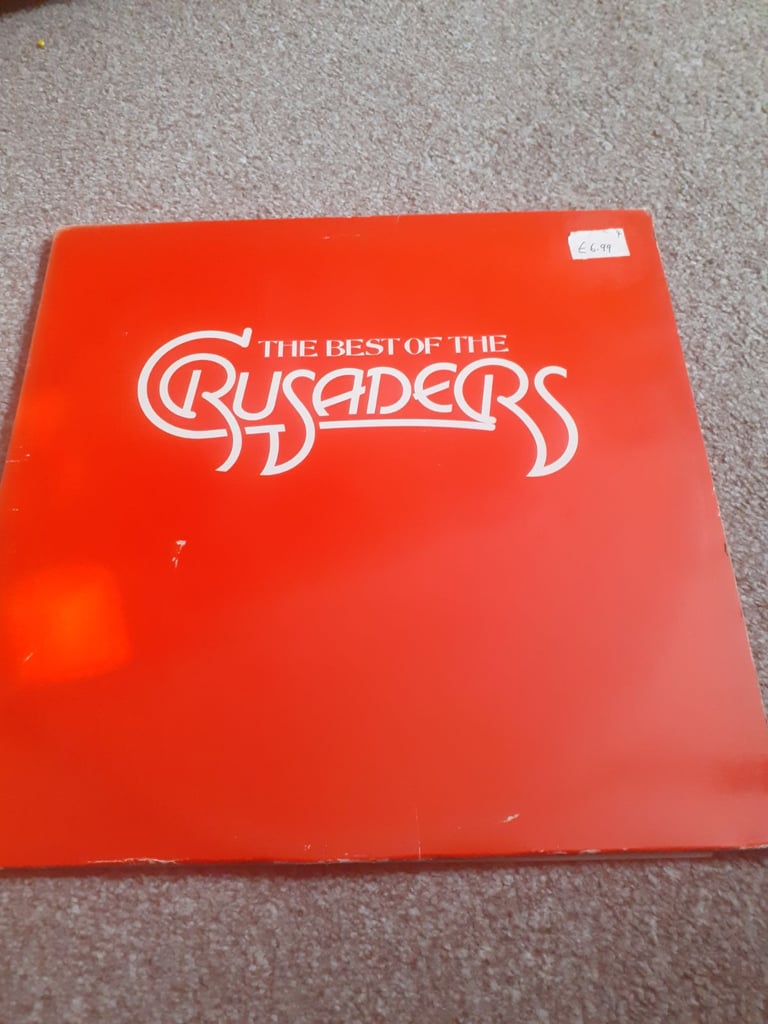 £6.99
THE BEST OF THE
CRUSADERS